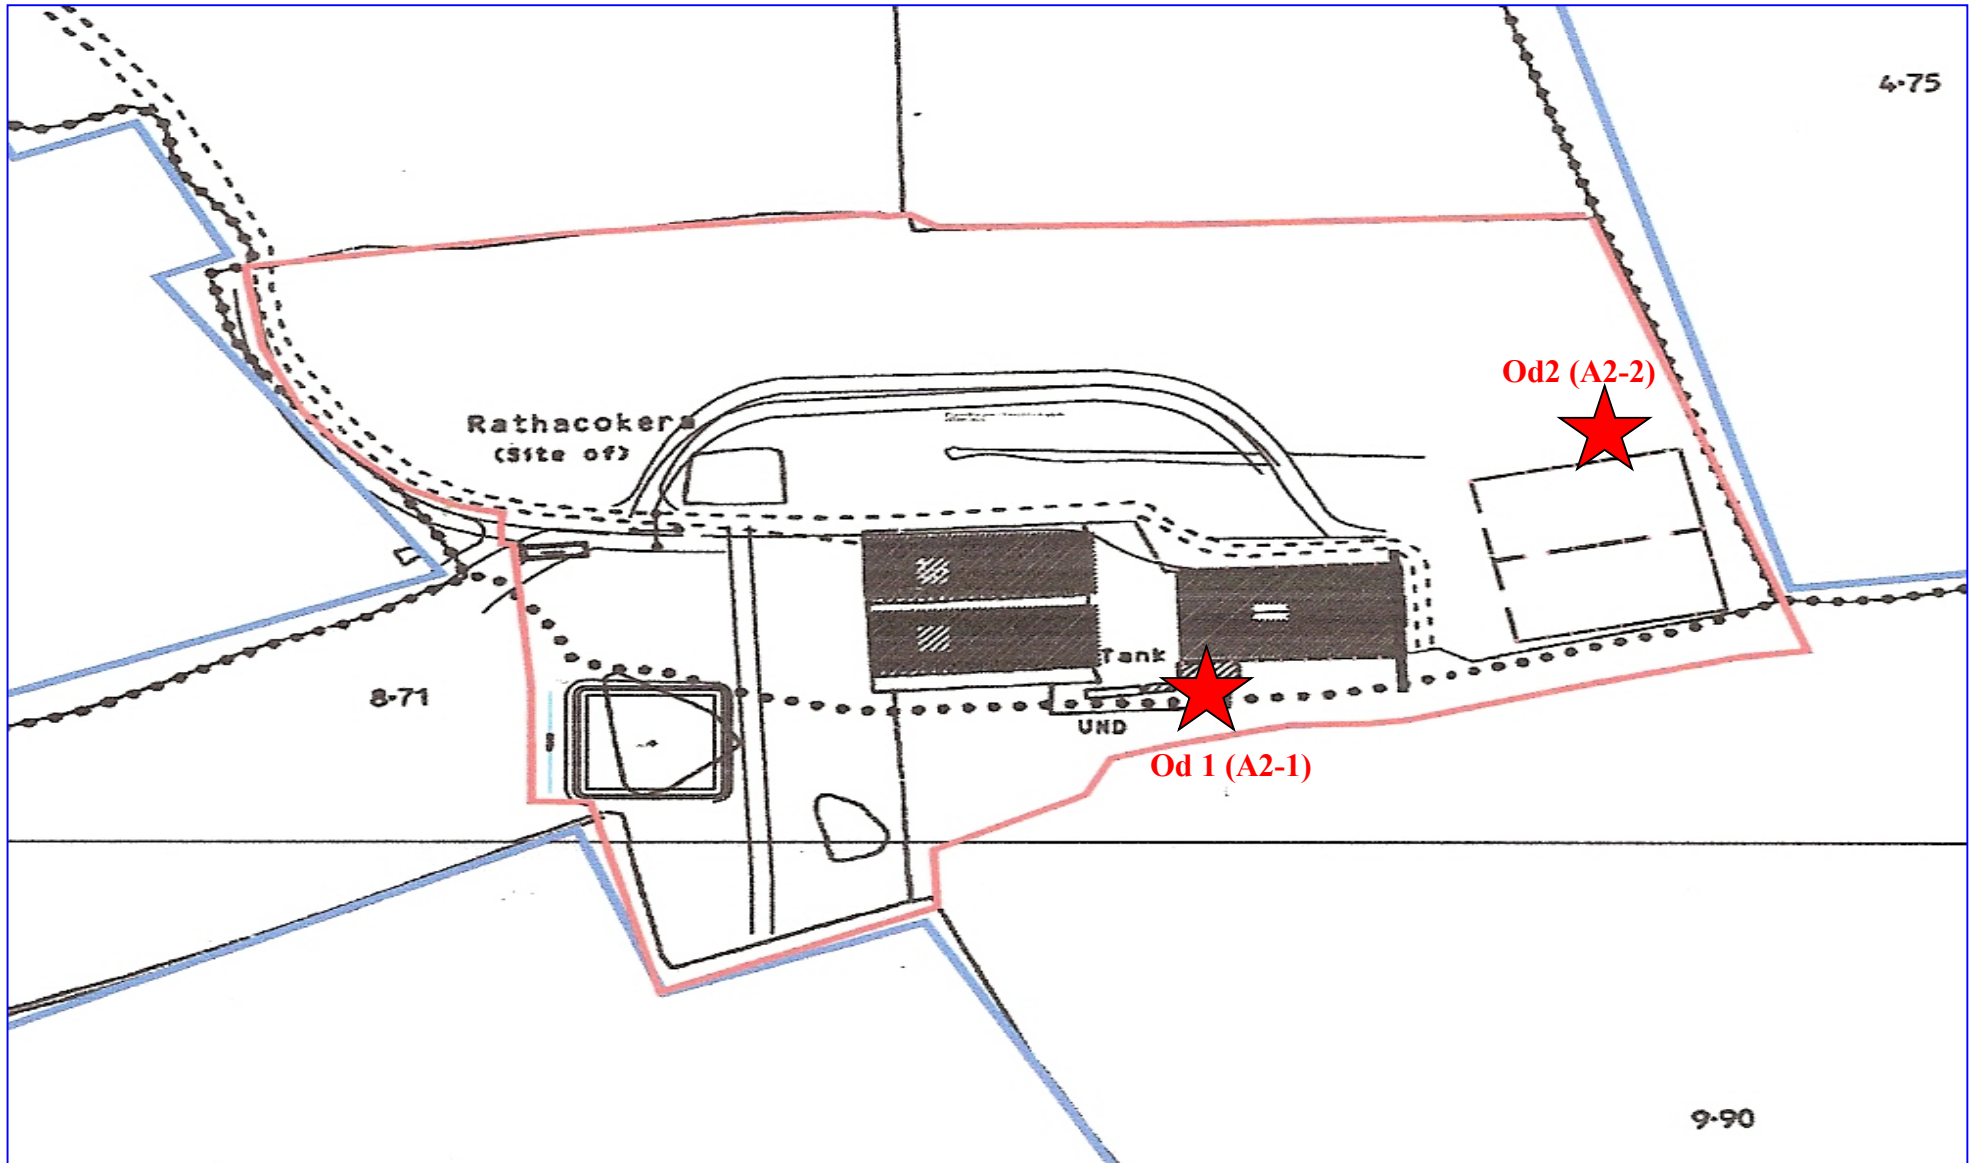 4·75
Od2 (A2-2)
Rathacokers
(Site of)
Tank
8·71
UND
Od 1 (A2-1)
9·90